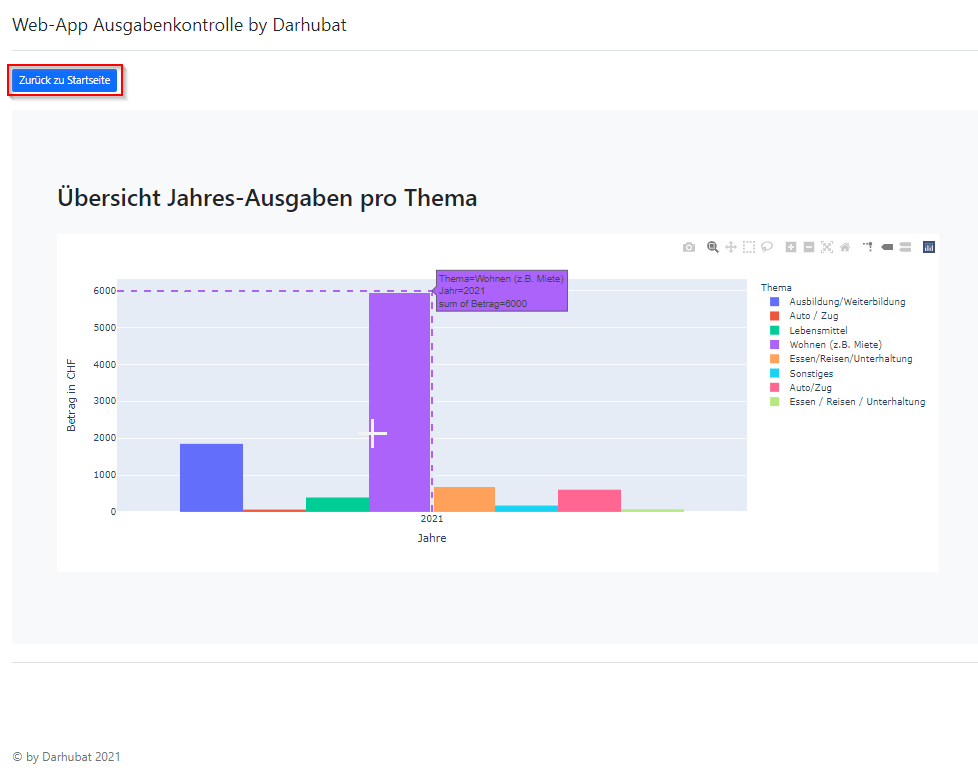 Web-App Ausgabenkontrolle by Darhubat
Zurück zu Startseite
Übersicht Jahres-Ausgaben pro Thema
Thema=Wohnen (z.B. Miete)
Jahr=2021
sum of Betrag=6000
6000
5000
4000
3000
2000
1000
0
Betrag in CHF
2021
Jahre
Thema
Ausbildung/Weiterbildung
Auto / Zug
Lebensmittel
Wohnen (z.B. Miete)
Essen/Reisen/Unterhaltung
Sonstiges
Auto/Zug
Essen / Reisen / Unterhaltung
© by Darhubat 2021